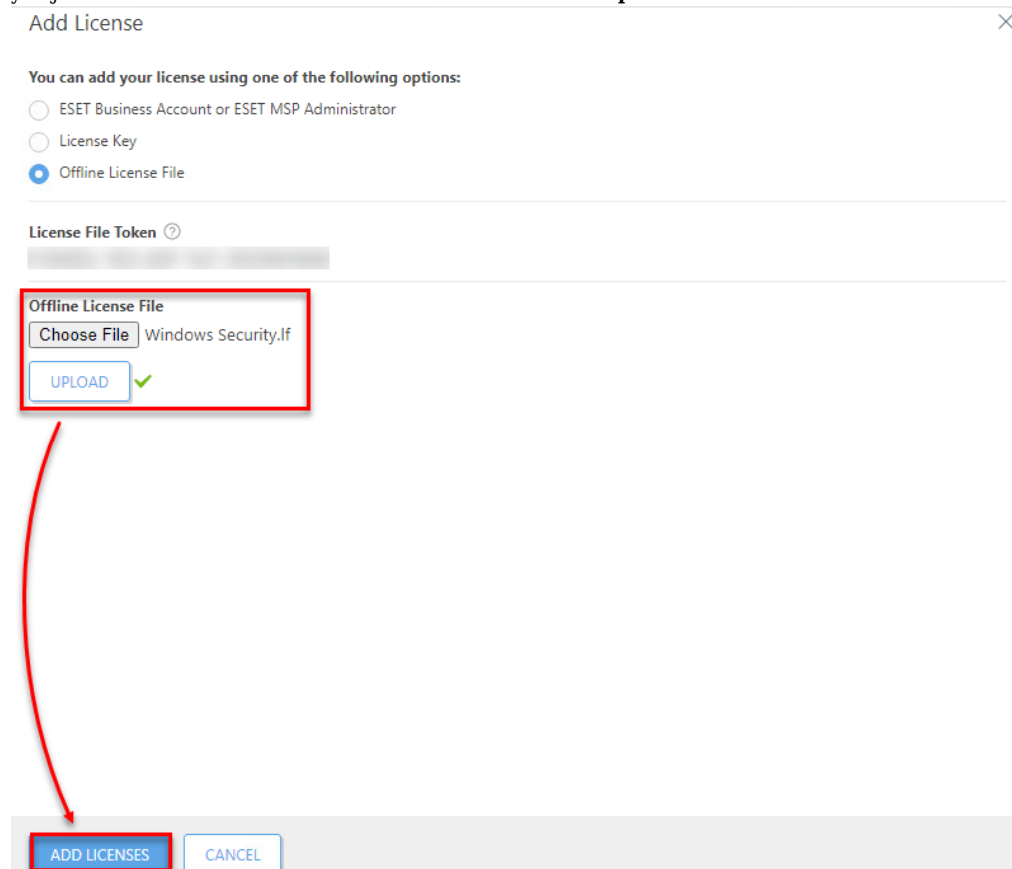 Add License
You can add your license using one of the following options:
ESET Business Account or ESET MSP Administrator
License Key
Offline License File
License File Token ?
Offline License File
Choose File Windows Security.lf
UPLOAD
ADD LICENSES CANCEL